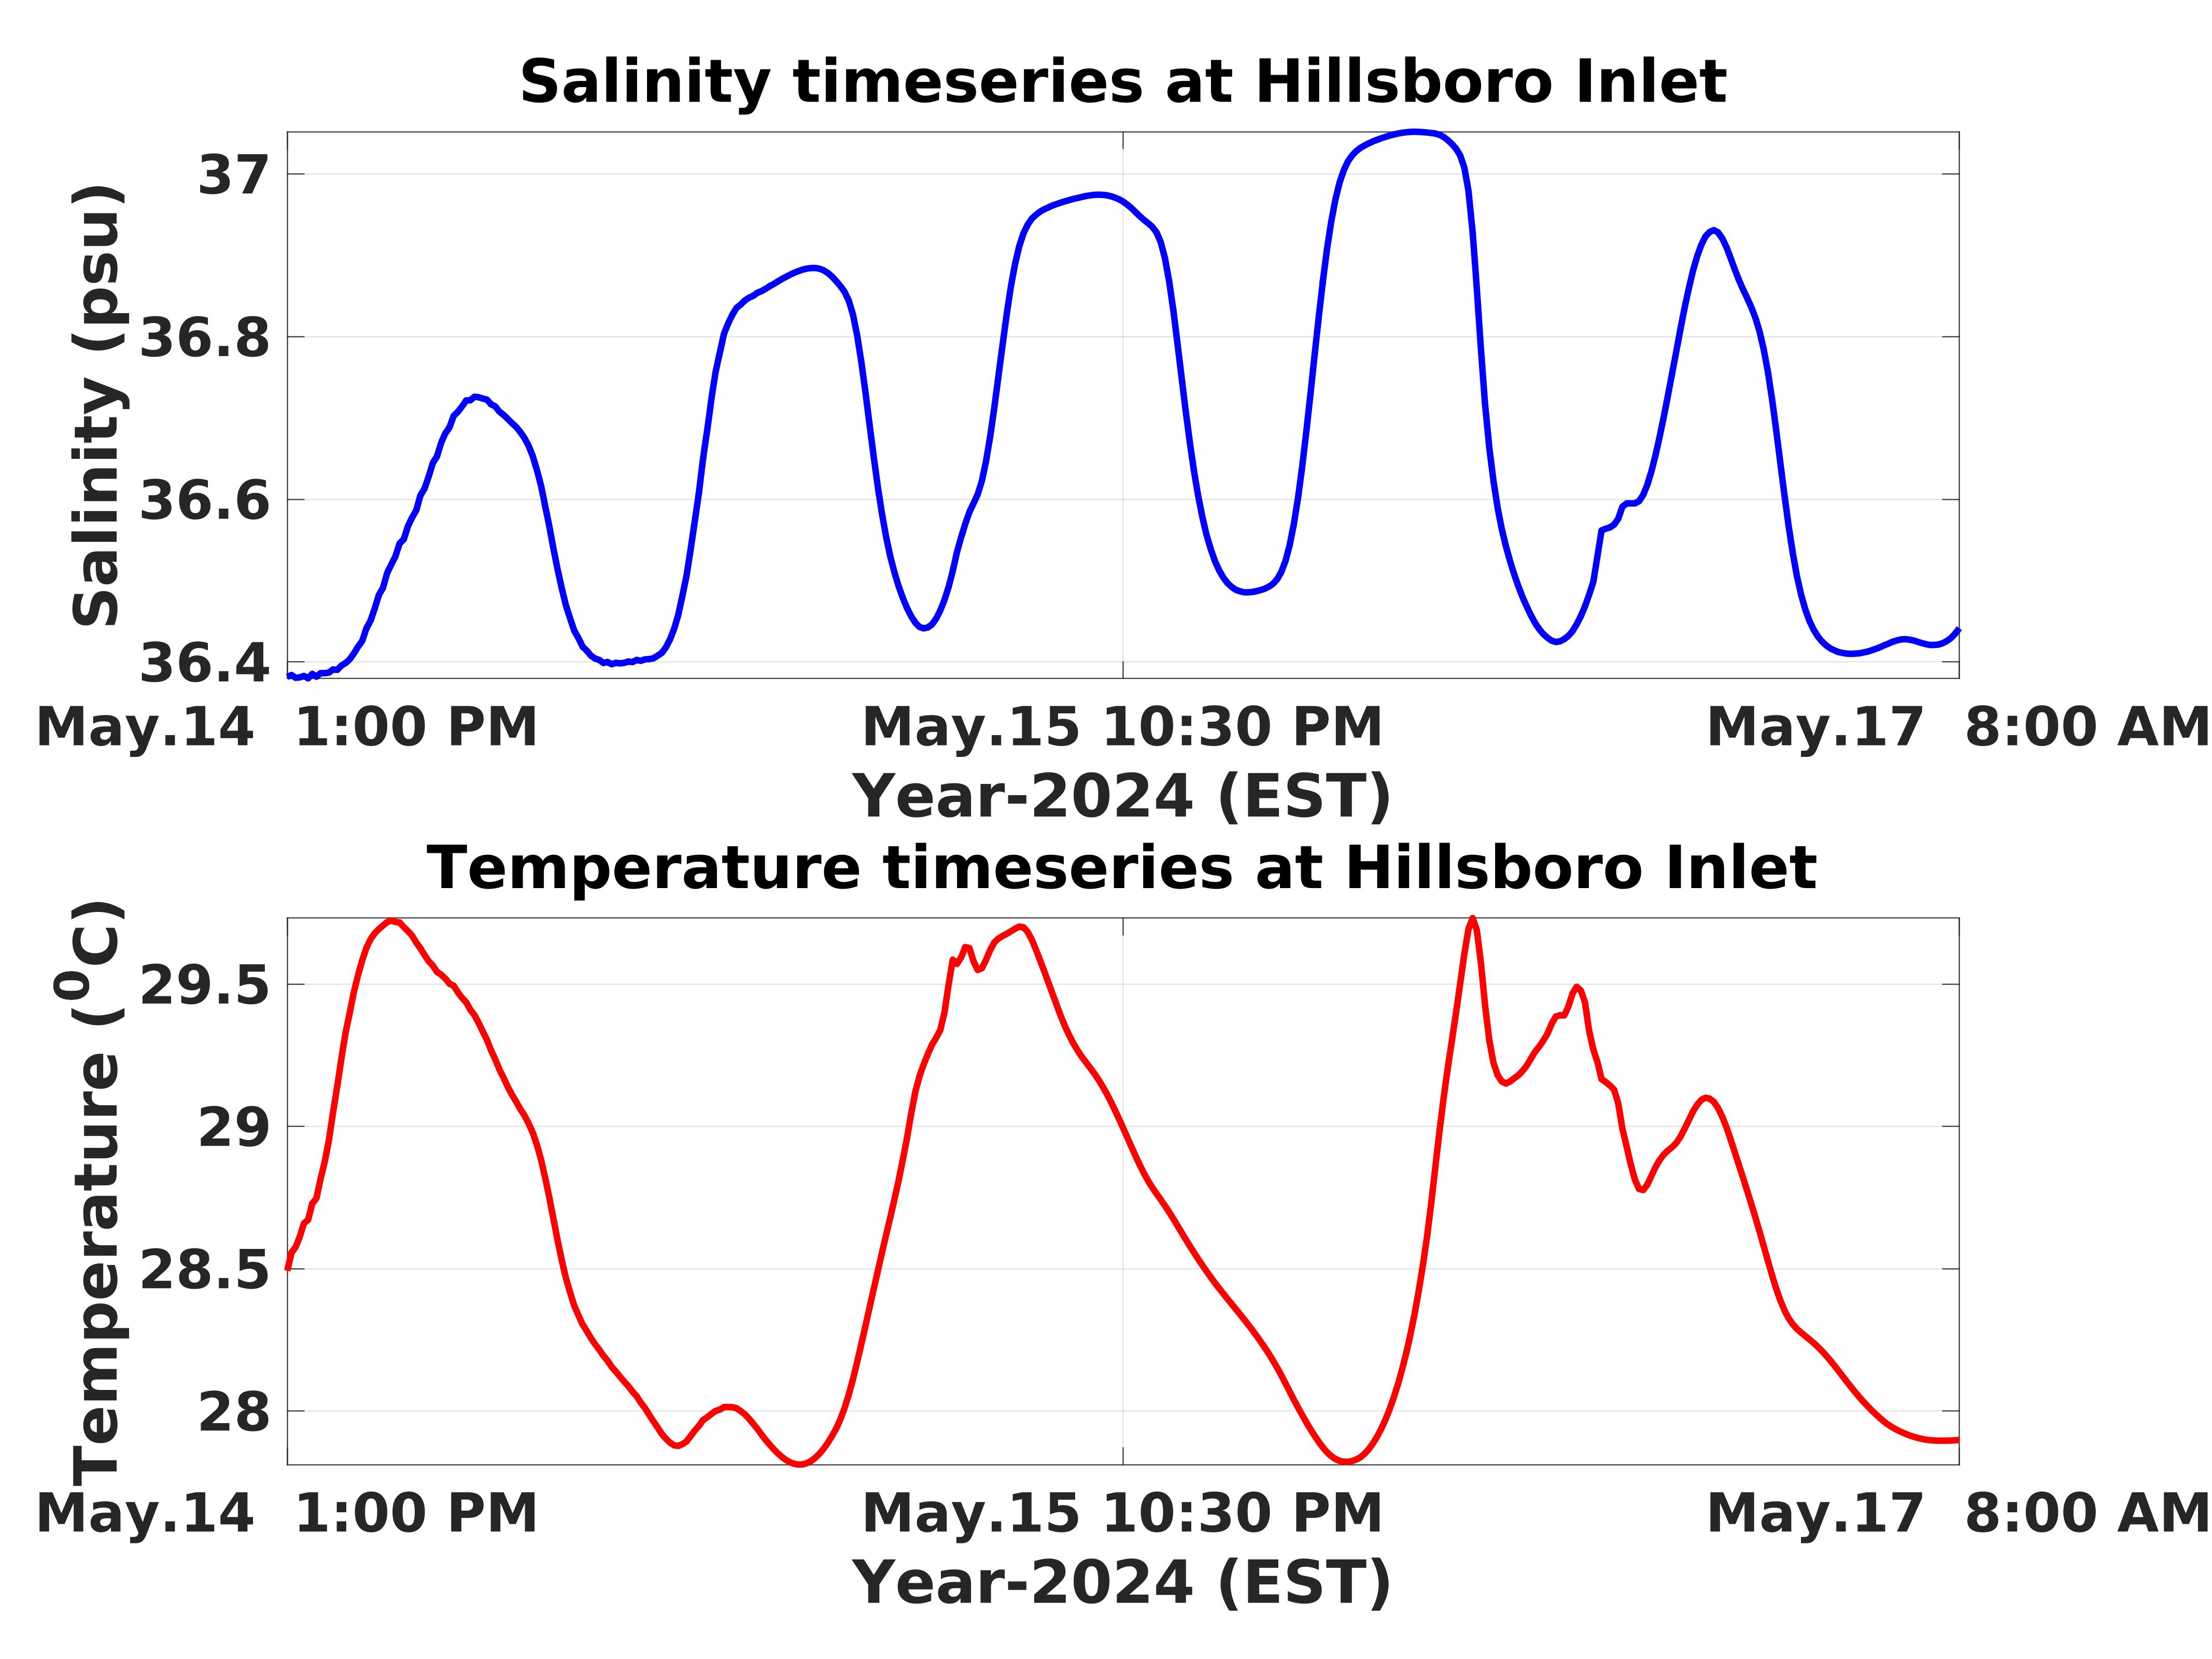 Salinity timeseries at Hillsboro Inlet
Salinity (psu)
37
36.8
36.6
36.4
May.14  1:00 PM
May.15 10:30 PM
May.17  8:00 AM
Year-2024 (EST)
Temperature timeseries at Hillsboro Inlet
Temperature (⁰C)
29.5
29
28.5
28
May.14  1:00 PM
May.15 10:30 PM
May.17  8:00 AM
Year-2024 (EST)